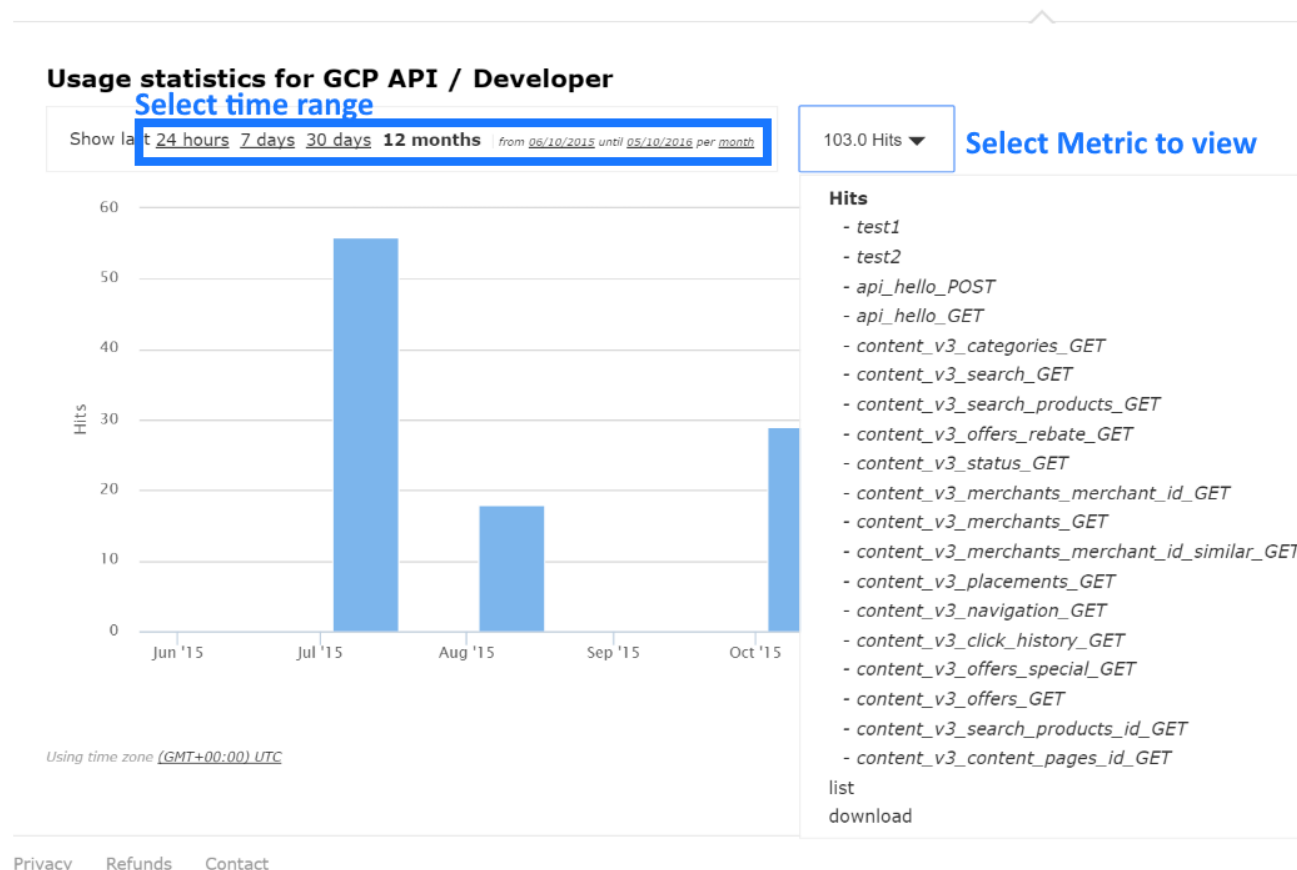 Usage statistics for GCP API / Developer
Select time range
Show last 24 hours 7 days 30 days 12 months from 06/10/2015 until 05/10/2016 per month
103.0 Hits
Select Metric to view
60
50
40
30
20
10
0
Hits
Jun '15 Jul '15 Aug '15 Sep '15 Oct '15
Using time zone (GMT+00:00) UTC
Hits
- test1
- test2
- api_hello_POST
- api_hello_GET
- content_v3_categories_GET
- content_v3_search_GET
- content_v3_search_products_GET
- content_v3_offers_rebate_GET
- content_v3_status_GET
- content_v3_merchants_merchant_id_GET
- content_v3_merchants_GET
- content_v3_merchants_merchant_id_similar_GET
- content_v3_placements_GET
- content_v3_navigation_GET
- content_v3_click_history_GET
- content_v3_offers_special_GET
- content_v3_offers_GET
- content_v3_search_products_id_GET
- content_v3_content_pages_id_GET
list
download
Privacy Refunds Contact